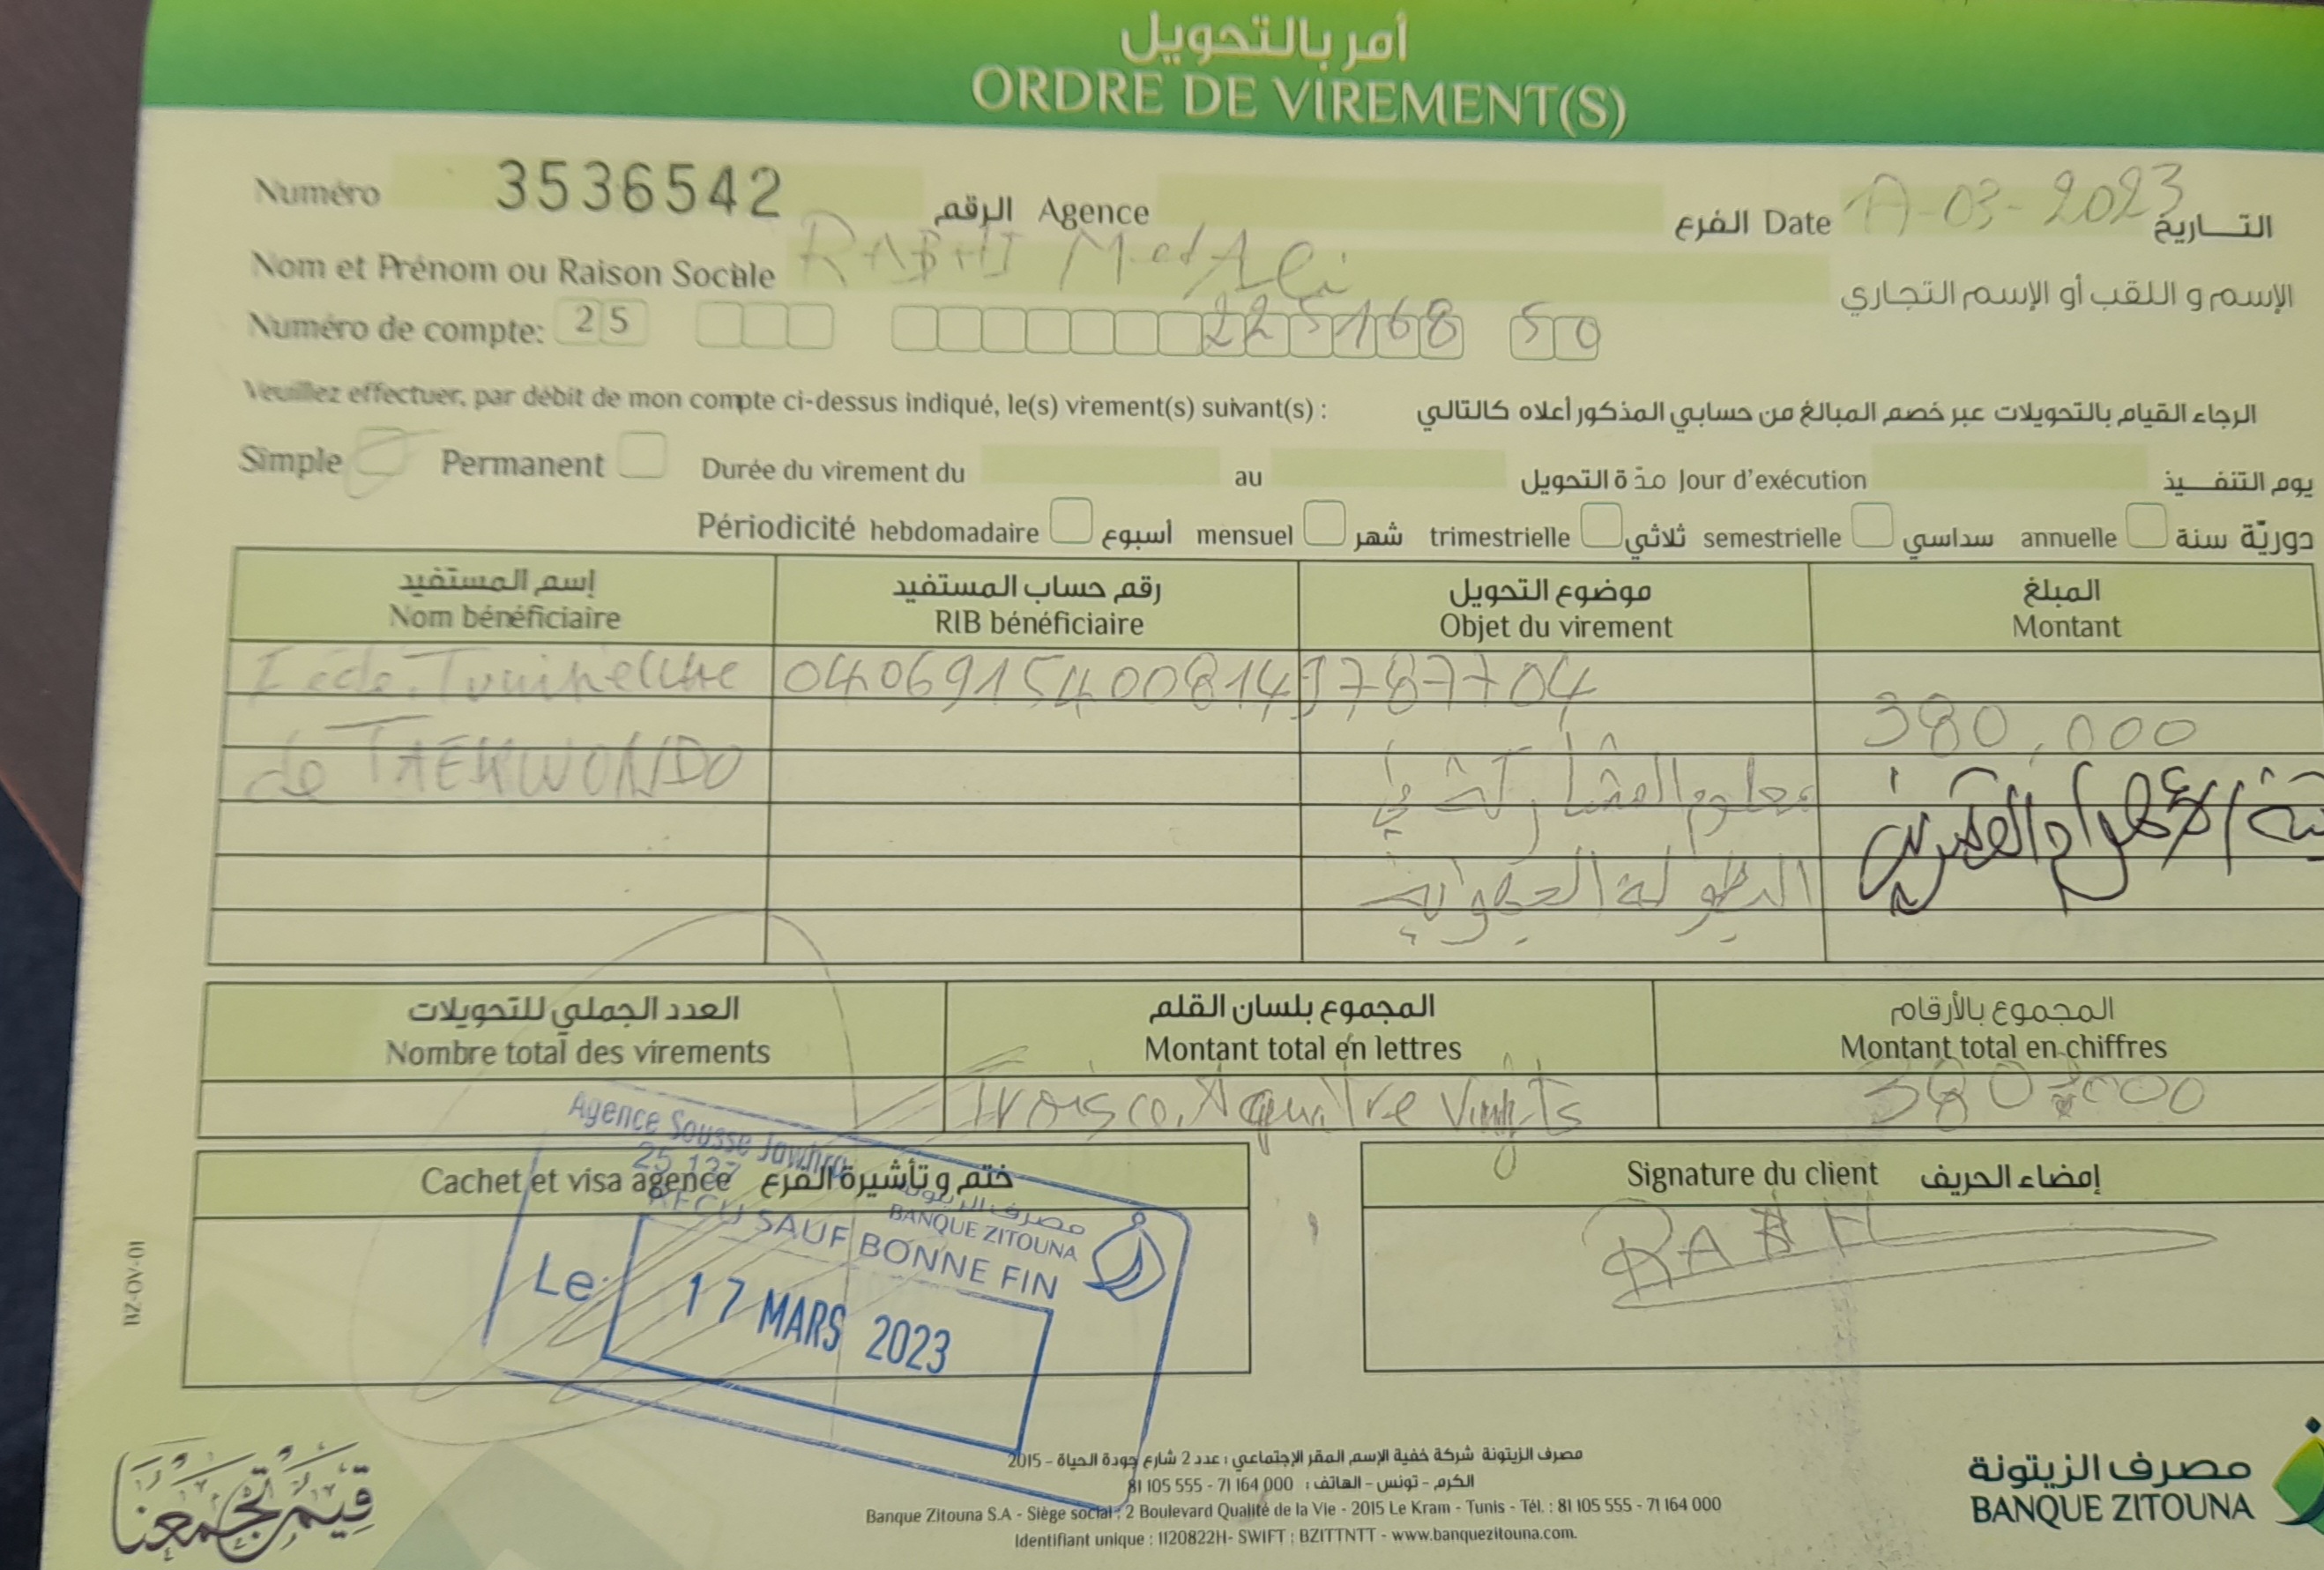 أمر بالتحويل
ORDRE DE VIREMENT(S)
Numéro 3536542 الرقم Agence الفرع Date 17-03-2023 التـــاريخ
Nom et Prénom ou Raison Sociale RABHI Med Ali الإسم و اللقب أو الإسم التجاري
Numéro de compte: 25 225168 50
Veuillez effectuer, par débit de mon compte ci-dessus indiqué, le(s) virement(s) suivant(s) : الرجاء القيام بالتحويلات عبر خصم المبالغ من حسابي المذكور أعلاه كالتالي
Simple Permanent Durée du virement du au مدّة التحويل Jour d'exécution يوم التنفـــيذ
Périodicité hebdomadaire أسبوع mensuel شهر trimestrielle ثلاثي semestrielle سداسي annuelle سنة دوريّة
إسم المستفيد رقم حساب المستفيد موضوع التحويل المبلغ
Nom bénéficiaire RIB bénéficiaire Objet du virement Montant
Tunisienne
380,000
de TAEKWONDO معلوم المشاركة في
البطولة
العدد الجملي للتحويلات المجموع بلسان القلم المجموع بالأرقام
Nombre total des virements Montant total en lettres Montant total en chiffres
quatre vingts 380,000
Agence Sousse Jawhra
Cachet et visa agence ختم و تأشيرة الفرع Signature du client إمضاء الحريف
مصرف الزيتونة
BANQUE ZITOUNA
RECU SAUF BONNE FIN
Le: 17 MARS 2023
RABHI
BZ-OV-01
قيم تجمعنا
مصرف الزيتونة شركة خفية الإسم المقر الإجتماعي : عدد 2 شارع جودة الحياة - 2015
الكرم - تونس - الهاتف : 000 164 71 - 555 105 81
Banque Zitouna S.A - Siège social : 2 Boulevard Qualité de la Vie - 2015 Le Kram - Tunis - Tél. : 81 105 555 - 71 164 000
Identifiant unique : 1120822H- SWIFT : BZITTNTT - www.banquezitouna.com.
مصرف الزيتونة
BANQUE ZITOUNA